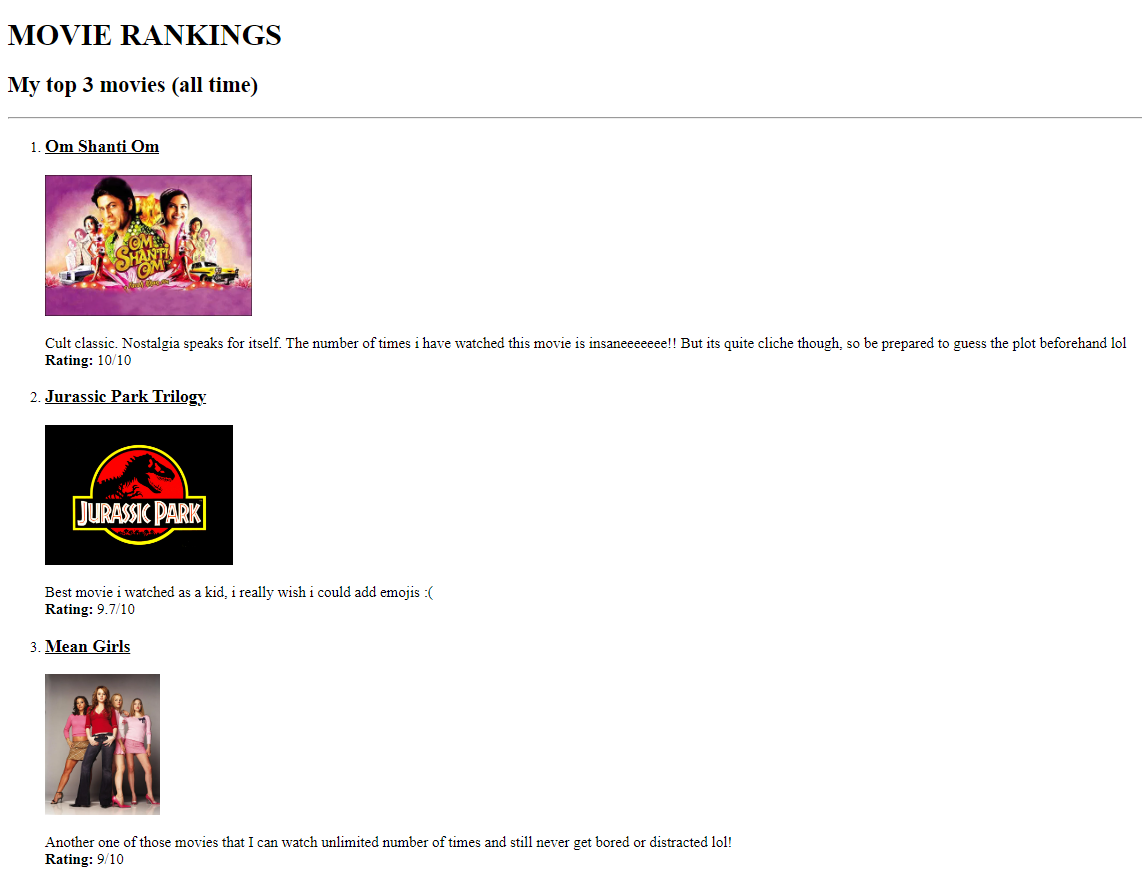 MOVIE RANKINGS
My top 3 movies (all time)
1. Om Shanti Om
OM
SHANTI
OM
Cult classic. Nostalgia speaks for itself. The number of times i have watched this movie is insaneeeeeee!! But its quite cliche though, so be prepared to guess the plot beforehand lol
Rating: 10/10
2. Jurassic Park Trilogy
JURASSIC PARK
Best movie i watched as a kid, i really wish i could add emojis :(
Rating: 9.7/10
3. Mean Girls
Another one of those movies that I can watch unlimited number of times and still never get bored or distracted lol!
Rating: 9/10